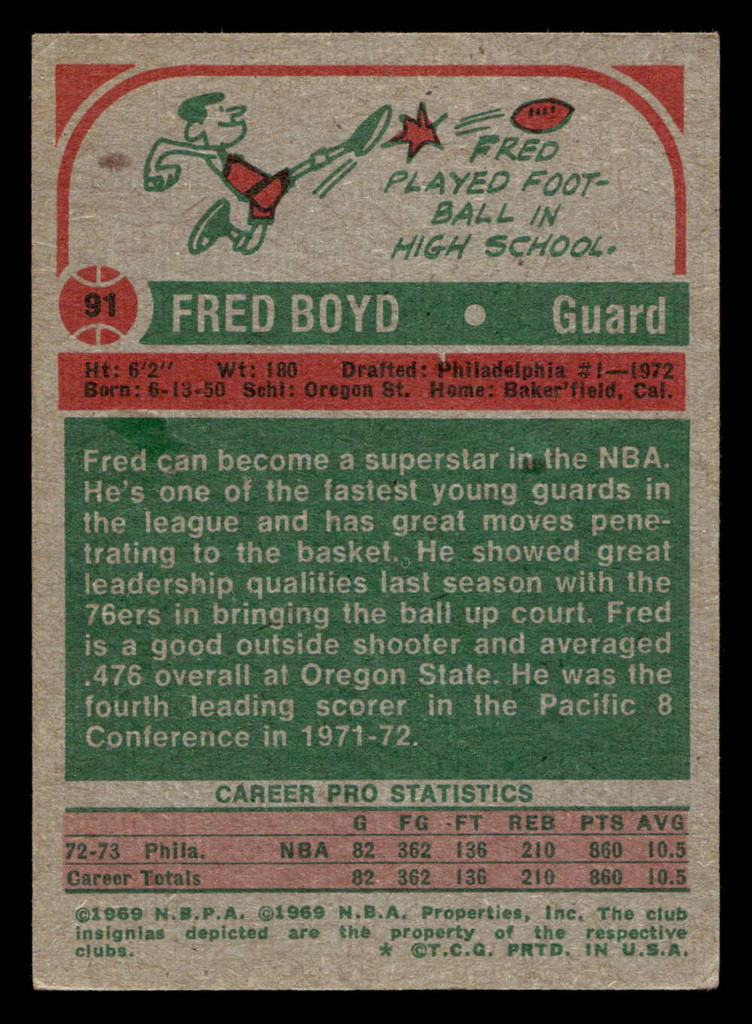 FRED
PLAYED FOOT-
BALL IN
HIGH SCHOOL.
91 FRED BOYD • Guard
Ht: 6'2" Wt: 180 Drafted: Philadelphia #1—1972
Born: 6-13-50 Schl: Oregon St. Home: Baker'field, Cal.
Fred can become a superstar in the NBA.
He's one of the fastest young guards in
the league and has great moves pene-
trating to the basket. He showed great
leadership qualities last season with the
76ers in bringing the ball up court. Fred
is a good outside shooter and averaged
.476 overall at Oregon State. He was the
fourth leading scorer in the Pacific 8
Conference in 1971-72.
CAREER PRO STATISTICS
G FG FT REB PTS AVG
72-73 Phila. NBA 82 362 136 210 860 10.5
Career Totals 82 362 136 210 860 10.5
©1969 N.B.P.A. ©1969 N.B.A. Properties, Inc. The club
insignias depicted are the property of the respective
clubs. * ©T.C.G. PRTD. IN U.S.A.